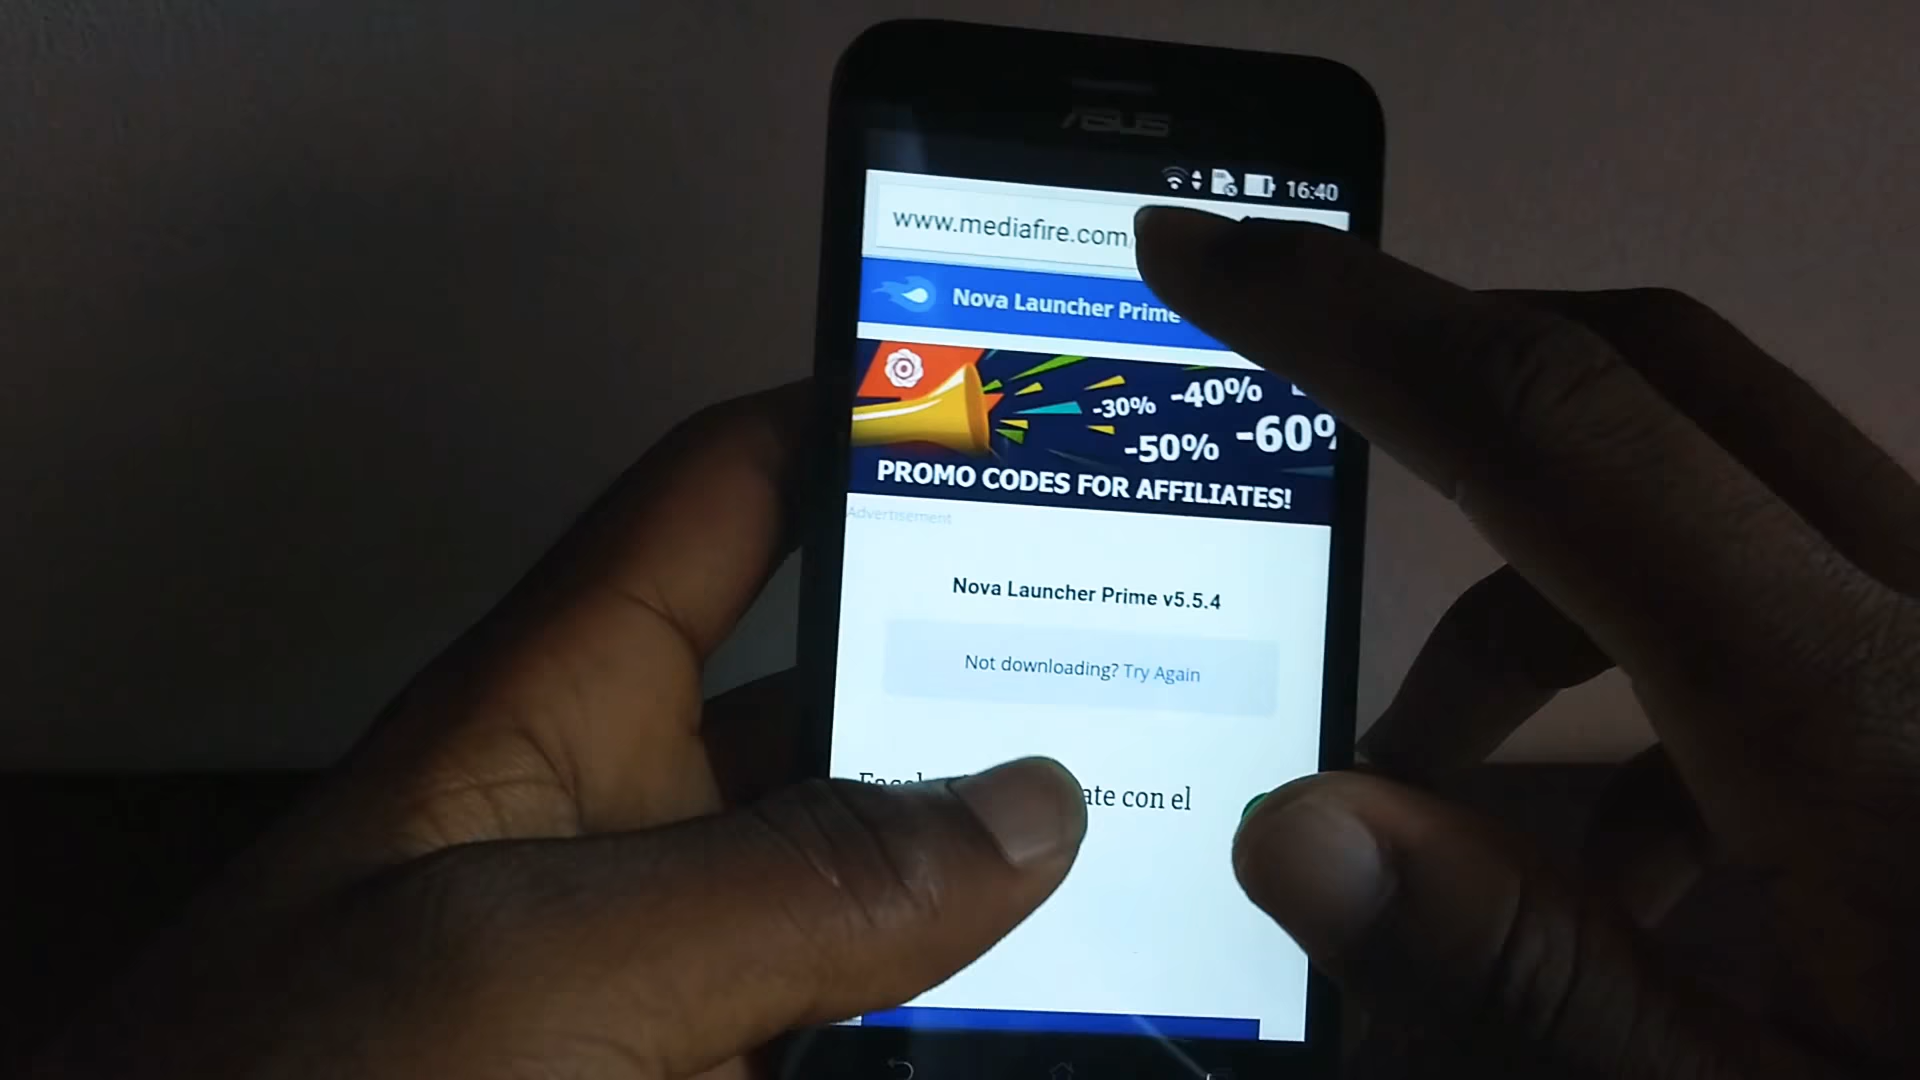 ASUS
16:40
www.mediafire.com/
Nova Launcher Prime
-30% -40%
-50% -60%
PROMO CODES FOR AFFILIATES!
Advertisement
Nova Launcher Prime v5.5.4
Not downloading? Try Again
con el